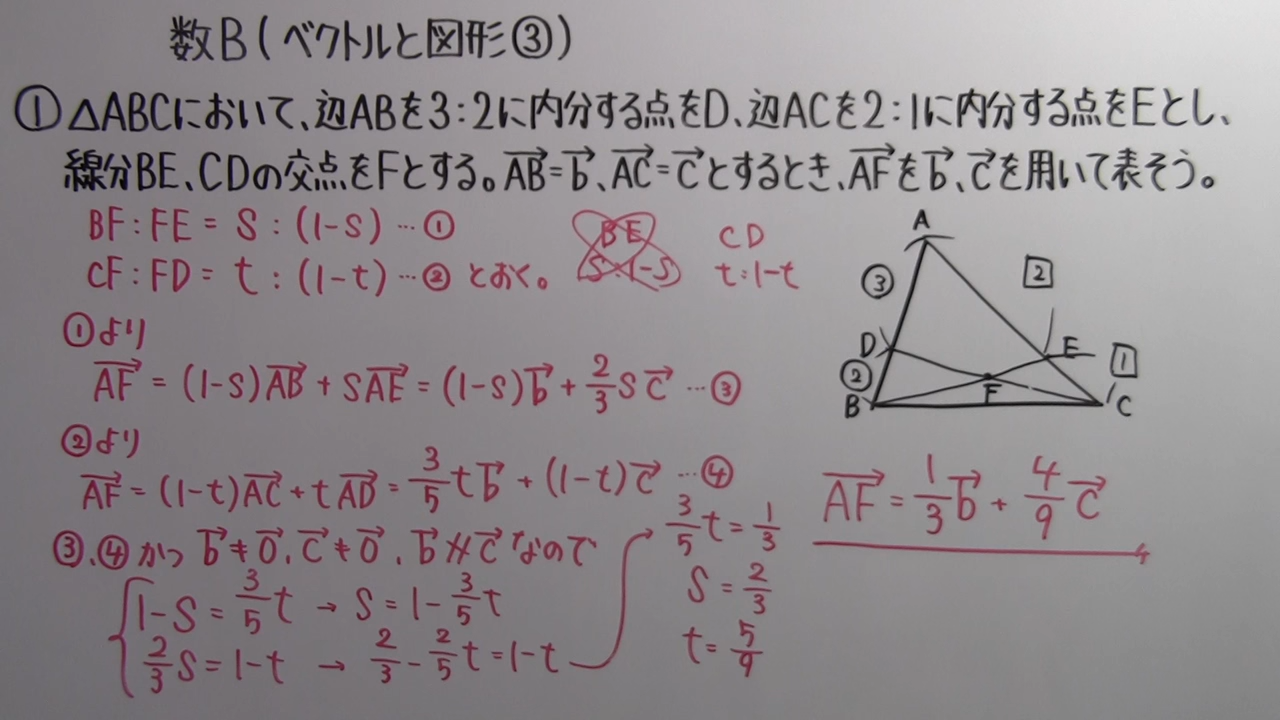 数B(ベクトルと図形③)
① △ABCにおいて、辺ABを3:2に内分する点をD、辺ACを2:1に内分する点をEとし、
線分BE、CDの交点をFとする。AB→=b→、AC→=c→とするとき、AF→をb→、c→を用いて表そう。
BF:FE = s:(1-s) …①
CF:FD = t:(1-t) …② とおく。
BE
s:1-s
CD
t:1-t
①より
AF→ = (1-s)AB→ + sAE→ = (1-s)b→ + 2/3 s c→ …③
②より
AF→ = (1-t)AC→ + tAD→ = 3/5 t b→ + (1-t)c→ …④
③、④かつ b→≠0→、c→≠0→、b→∦c→なので
1-s = 3/5 t → s = 1 - 3/5 t
2/3 s = 1-t → 2/3 - 2/5 t = 1-t
3/5 t = 1/3
s = 2/3
t = 5/9
A
③
2
D
E
②
1
B
F
C
AF→ = 1/3 b→ + 4/9 c→